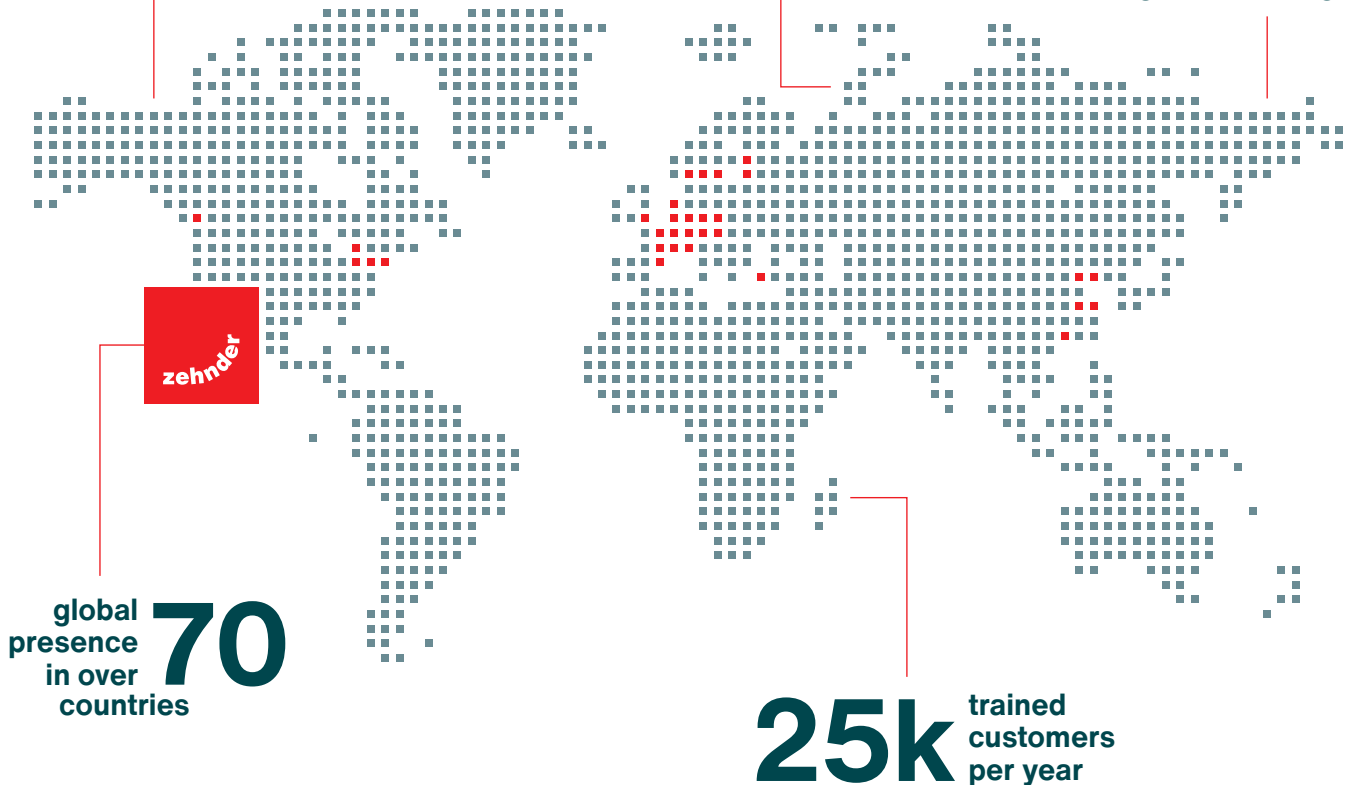 zehnder
global
presence
in over
countries
70
25k
trained
customers
per year